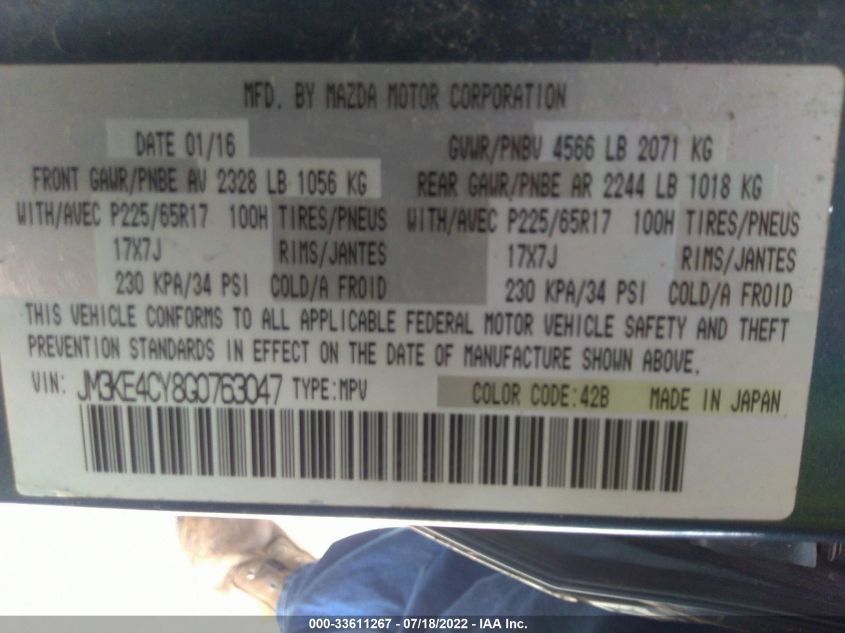 MFD. BY MAZDA MOTOR CORPORATION
DATE 01/16 GVWR/PNBV 4566 LB 2071 KG
FRONT GAWR/PNBE AV 2328 LB 1056 KG REAR GAWR/PNBE AR 2244 LB 1018 KG
WITH/AVEC P225/65R17 100H TIRES/PNEUS WITH/AVEC P225/65R17 100H TIRES/PNEUS
17X7J RIMS/JANTES 17X7J RIMS/JANTES
230 KPA/34 PSI COLD/A FROID 230 KPA/34 PSI COLD/A FROID
THIS VEHICLE CONFORMS TO ALL APPLICABLE FEDERAL MOTOR VEHICLE SAFETY AND THEFT
PREVENTION STANDARDS IN EFFECT ON THE DATE OF MANUFACTURE SHOWN ABOVE.
VIN: JM3KE4CY8G0763047 TYPE:MPV COLOR CODE:42B MADE IN JAPAN
000-33611267 - 07/18/2022 - IAA Inc.